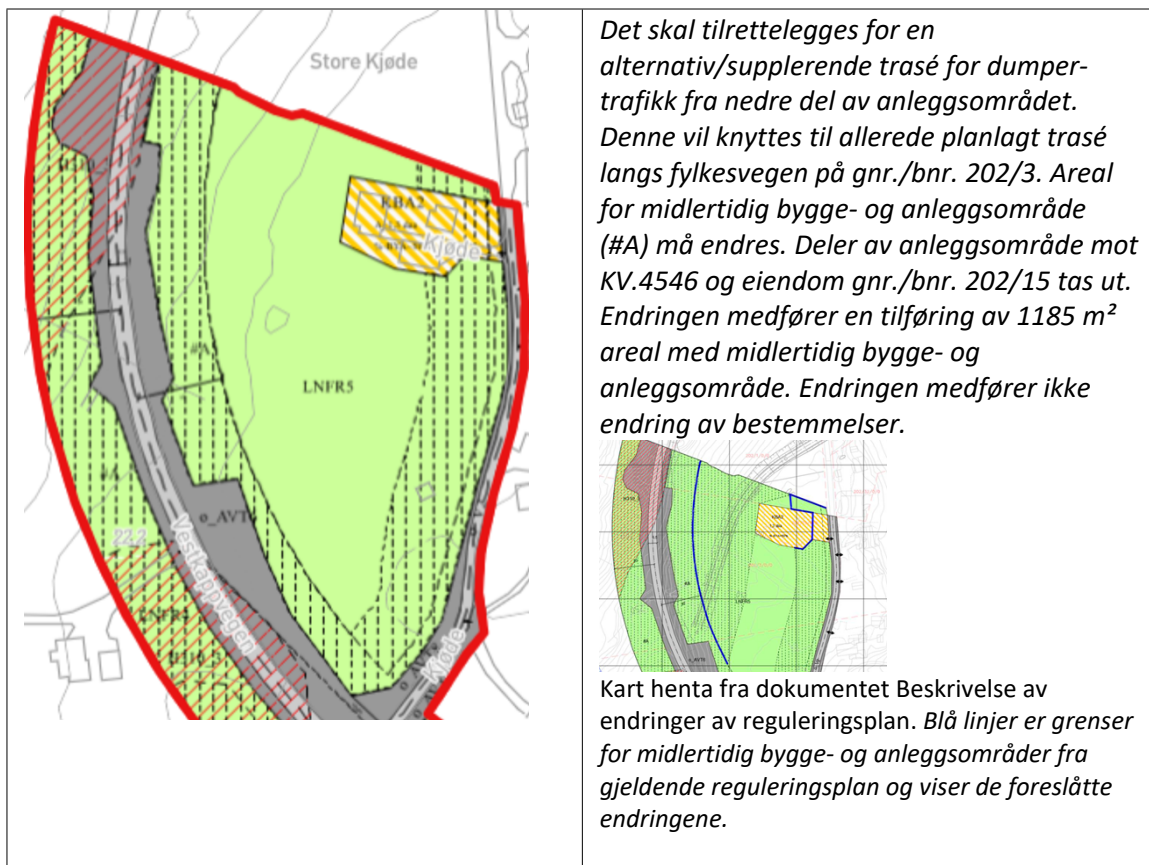 Store Kjøde
KBA2
Kjøde
#A
LNFR5
o_AVT
22,2
Vestkappvegen
Kjøde
Det skal tilrettelegges for en
alternativ/supplerende trasé for dumper-
trafikk fra nedre del av anleggsområdet.
Denne vil knyttes til allerede planlagt trasé
langs fylkesvegen på gnr./bnr. 202/3. Areal
for midlertidig bygge- og anleggsområde
(#A) må endres. Deler av anleggsområde mot
KV.4546 og eiendom gnr./bnr. 202/15 tas ut.
Endringen medfører en tilføring av 1185 m²
areal med midlertidig bygge- og
anleggsområde. Endringen medfører ikke
endring av bestemmelser.
KBA2
LNFR5
Kart henta fra dokumentet Beskrivelse av
endringer av reguleringsplan. Blå linjer er grenser
for midlertidig bygge- og anleggsområder fra
gjeldende reguleringsplan og viser de foreslåtte
endringene.